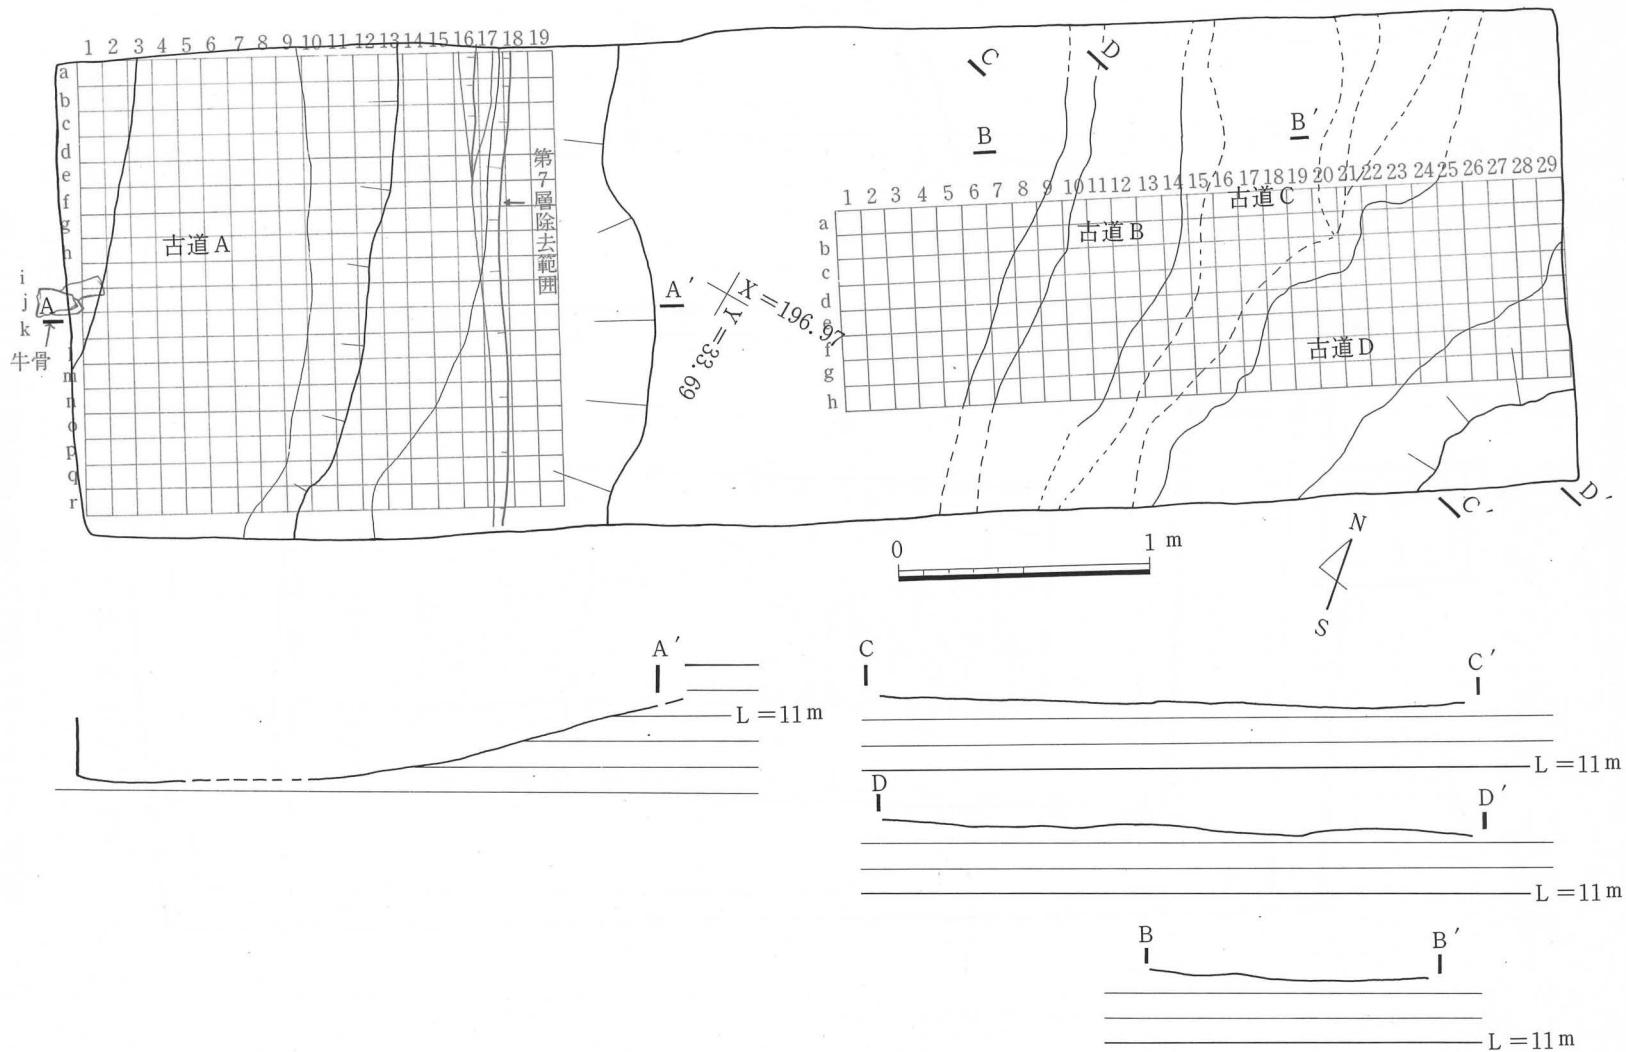 1 2 3 4 5 6 7 8 9 10 11 12 13 14 15 16 17 18 19
a
b
c
d
e
f
g
h
i
j
k
l
m
n
o
p
q
r
古道A
A
牛骨
第7層除去範囲
←
A′
X=196.97
Y=33.69
C
D
B
B′
1 2 3 4 5 6 7 8 9 10 11 12 13 14 15 16 17 18 19 20 21 22 23 24 25 26 27 28 29
a
b
c
d
e
f
g
h
古道B
古道C
古道D
C′
D′
0 1 m
N
S
A′
L=11m
C C′
L=11m
D D′
L=11m
B B′
L=11m